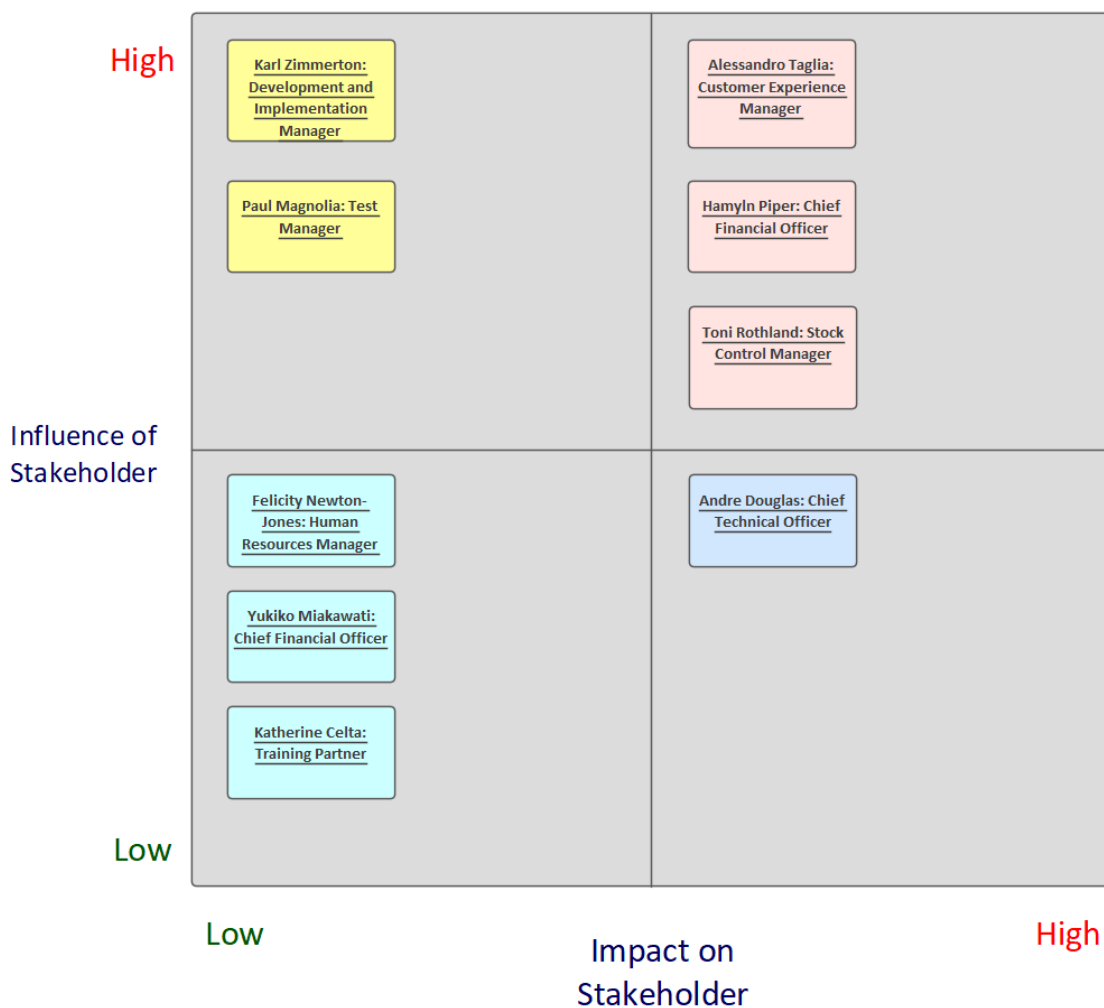 High
Karl Zimmerton:
Development and
Implementation
Manager
Alessandro Taglia:
Customer Experience
Manager
Paul Magnolia: Test
Manager
Hamyln Piper: Chief
Financial Officer
Toni Rothland: Stock
Control Manager
Influence of
Stakeholder
Felicity Newton-
Jones: Human
Resources Manager
Andre Douglas: Chief
Technical Officer
Yukiko Miakawati:
Chief Financial Officer
Katherine Celta:
Training Partner
Low
Low
Impact on
Stakeholder
High